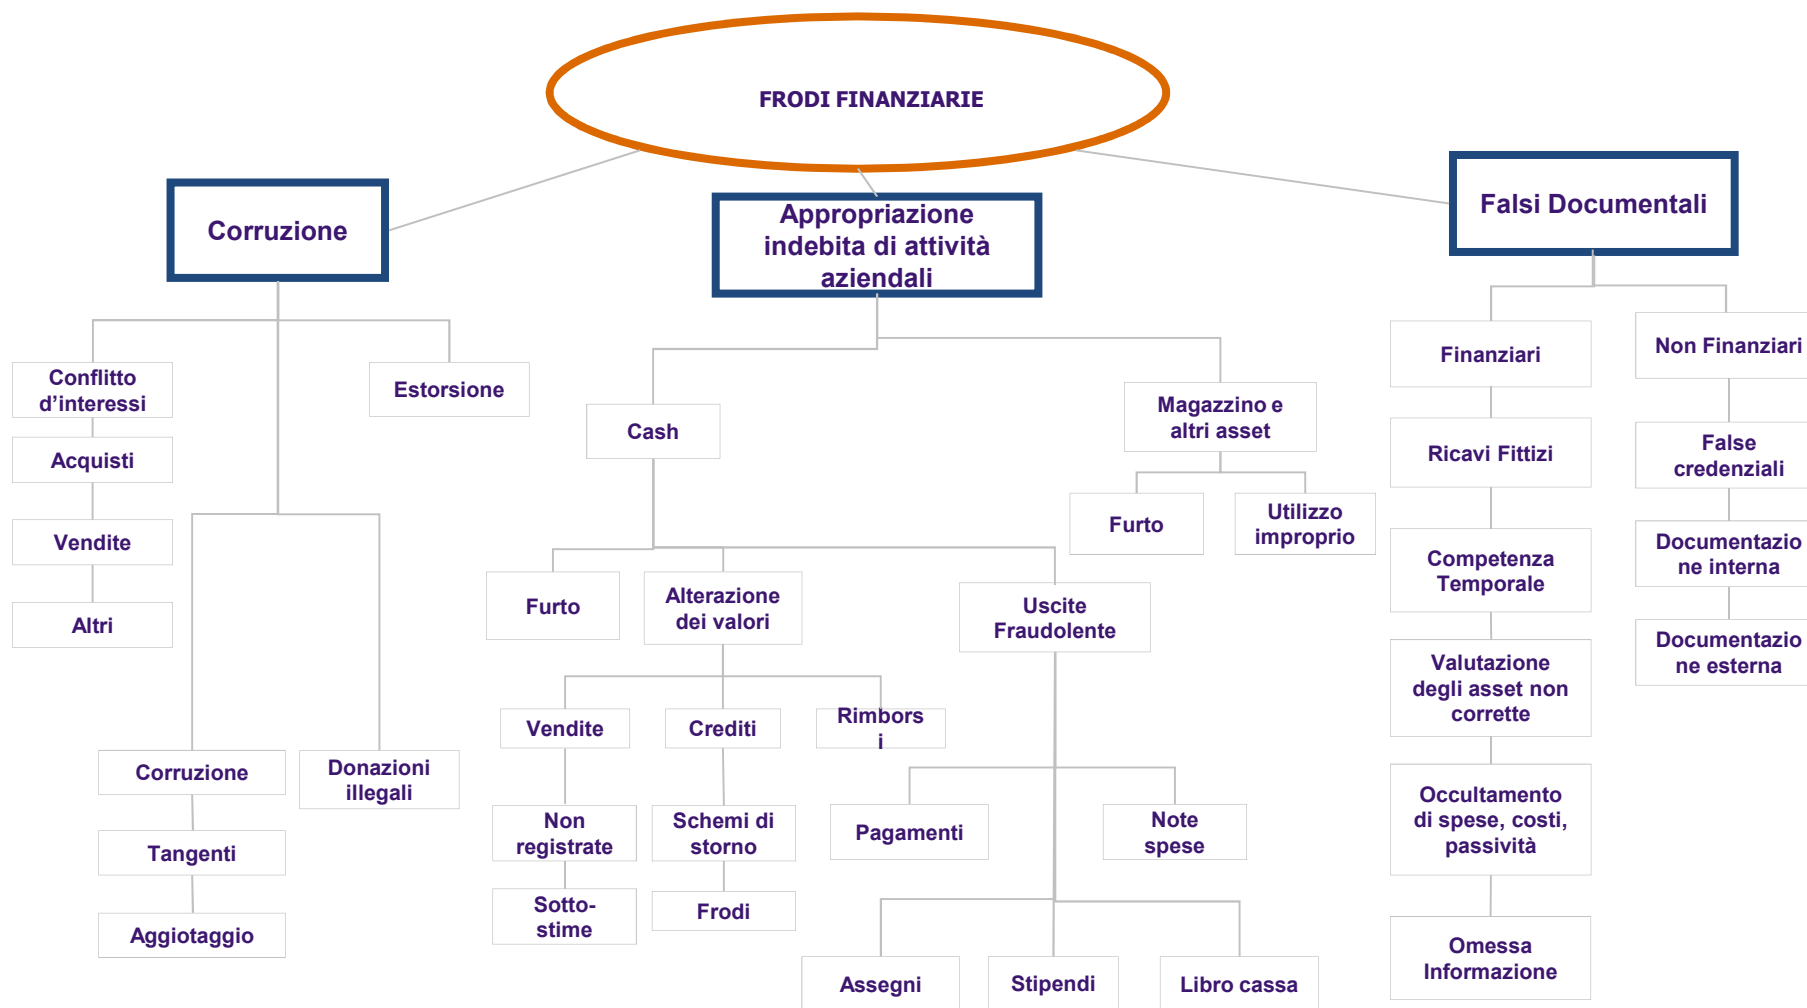 FRODI FINANZIARIE
Corruzione
Appropriazione
indebita di attività
aziendali
Falsi Documentali
Conflitto
d’interessi
Acquisti
Vendite
Altri
Estorsione
Corruzione
Tangenti
Aggiotaggio
Donazioni
illegali
Cash
Furto
Alterazione
dei valori
Vendite
Non
registrate
Sotto-
stime
Crediti
Schemi di
storno
Frodi
Rimbors
i
Uscite
Fraudolente
Pagamenti
Note
spese
Assegni
Stipendi
Libro cassa
Magazzino e
altri asset
Furto
Utilizzo
improprio
Finanziari
Ricavi Fittizi
Competenza
Temporale
Valutazione
degli asset non
corrette
Occultamento
di spese, costi,
passività
Omessa
Informazione
Non Finanziari
False
credenziali
Documentazio
ne interna
Documentazio
ne esterna